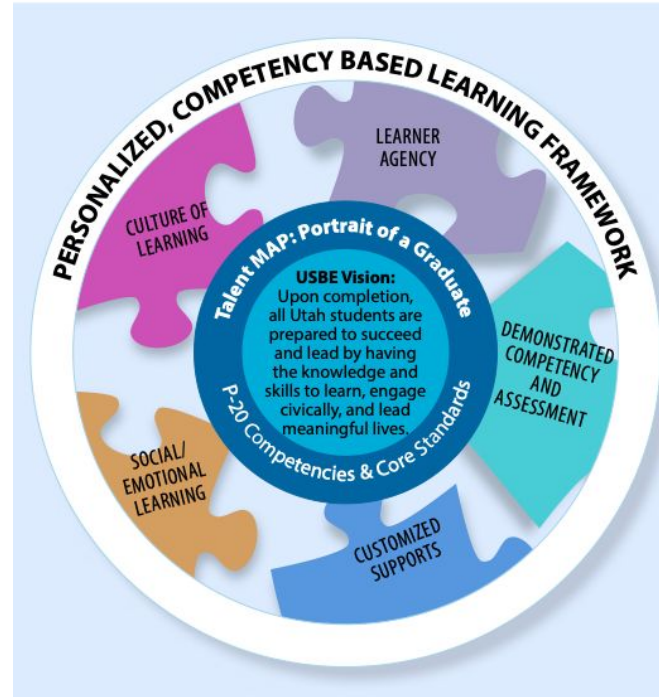 PERSONALIZED, COMPETENCY BASED LEARNING FRAMEWORK
LEARNER
AGENCY
CULTURE OF
LEARNING
Talent MAP: Portrait of a Graduate
USBE Vision:
Upon completion,
all Utah students are
prepared to succeed
and lead by having
the knowledge and
skills to learn, engage
civically, and lead
meaningful lives.
P-20 Competencies & Core Standards
DEMONSTRATED
COMPETENCY
AND
ASSESSMENT
SOCIAL/
EMOTIONAL
LEARNING
CUSTOMIZED
SUPPORTS